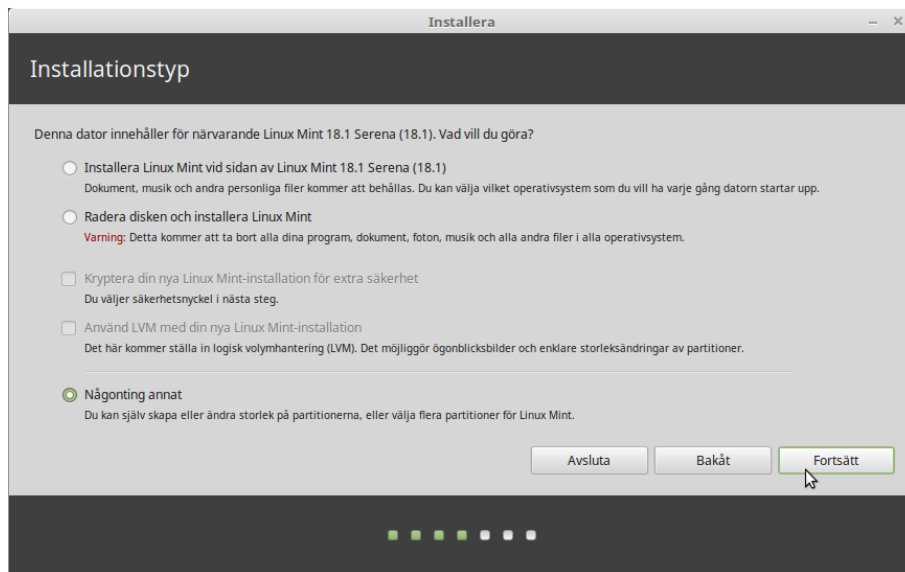 Installera
Installationstyp
Denna dator innehåller för närvarande Linux Mint 18.1 Serena (18.1). Vad vill du göra?
Installera Linux Mint vid sidan av Linux Mint 18.1 Serena (18.1)
Dokument, musik och andra personliga filer kommer att behållas. Du kan välja vilket operativsystem som du vill ha varje gång datorn startar upp.
Radera disken och installera Linux Mint
Varning: Detta kommer att ta bort alla dina program, dokument, foton, musik och alla andra filer i alla operativsystem.
Kryptera din nya Linux Mint-installation för extra säkerhet
Du väljer säkerhetsnyckel i nästa steg.
Använd LVM med din nya Linux Mint-installation
Det här kommer ställa in logisk volymhantering (LVM). Det möjliggör ögonblicksbilder och enklare storleksändringar av partitioner.
Någonting annat
Du kan själv skapa eller ändra storlek på partitionerna, eller välja flera partitioner för Linux Mint.
Avsluta Bakåt Fortsätt